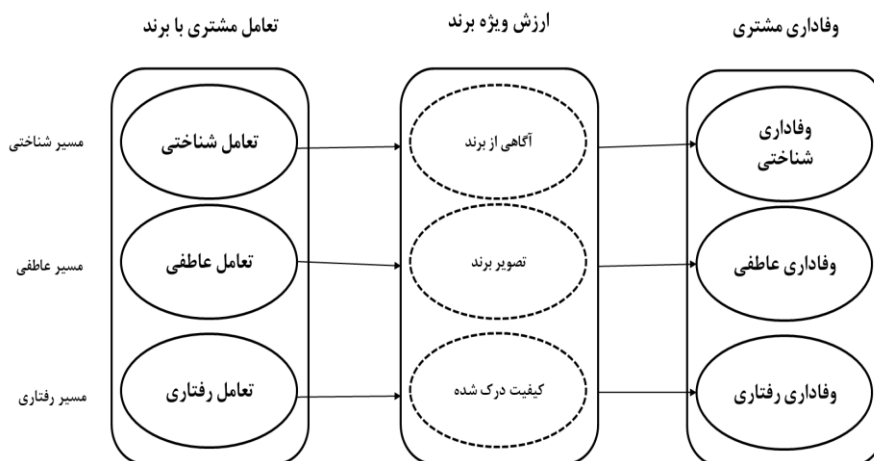 وفاداری مشتری
ارزش ویژه برند
تعامل مشتری با برند
وفاداری
شناختی
آگاهی از برند
تعامل شناختی
مسیر شناختی
وفاداری عاطفی
تصویر برند
تعامل عاطفی
مسیر عاطفی
وفاداری رفتاری
کیفیت درک شده
تعامل رفتاری
مسیر رفتاری